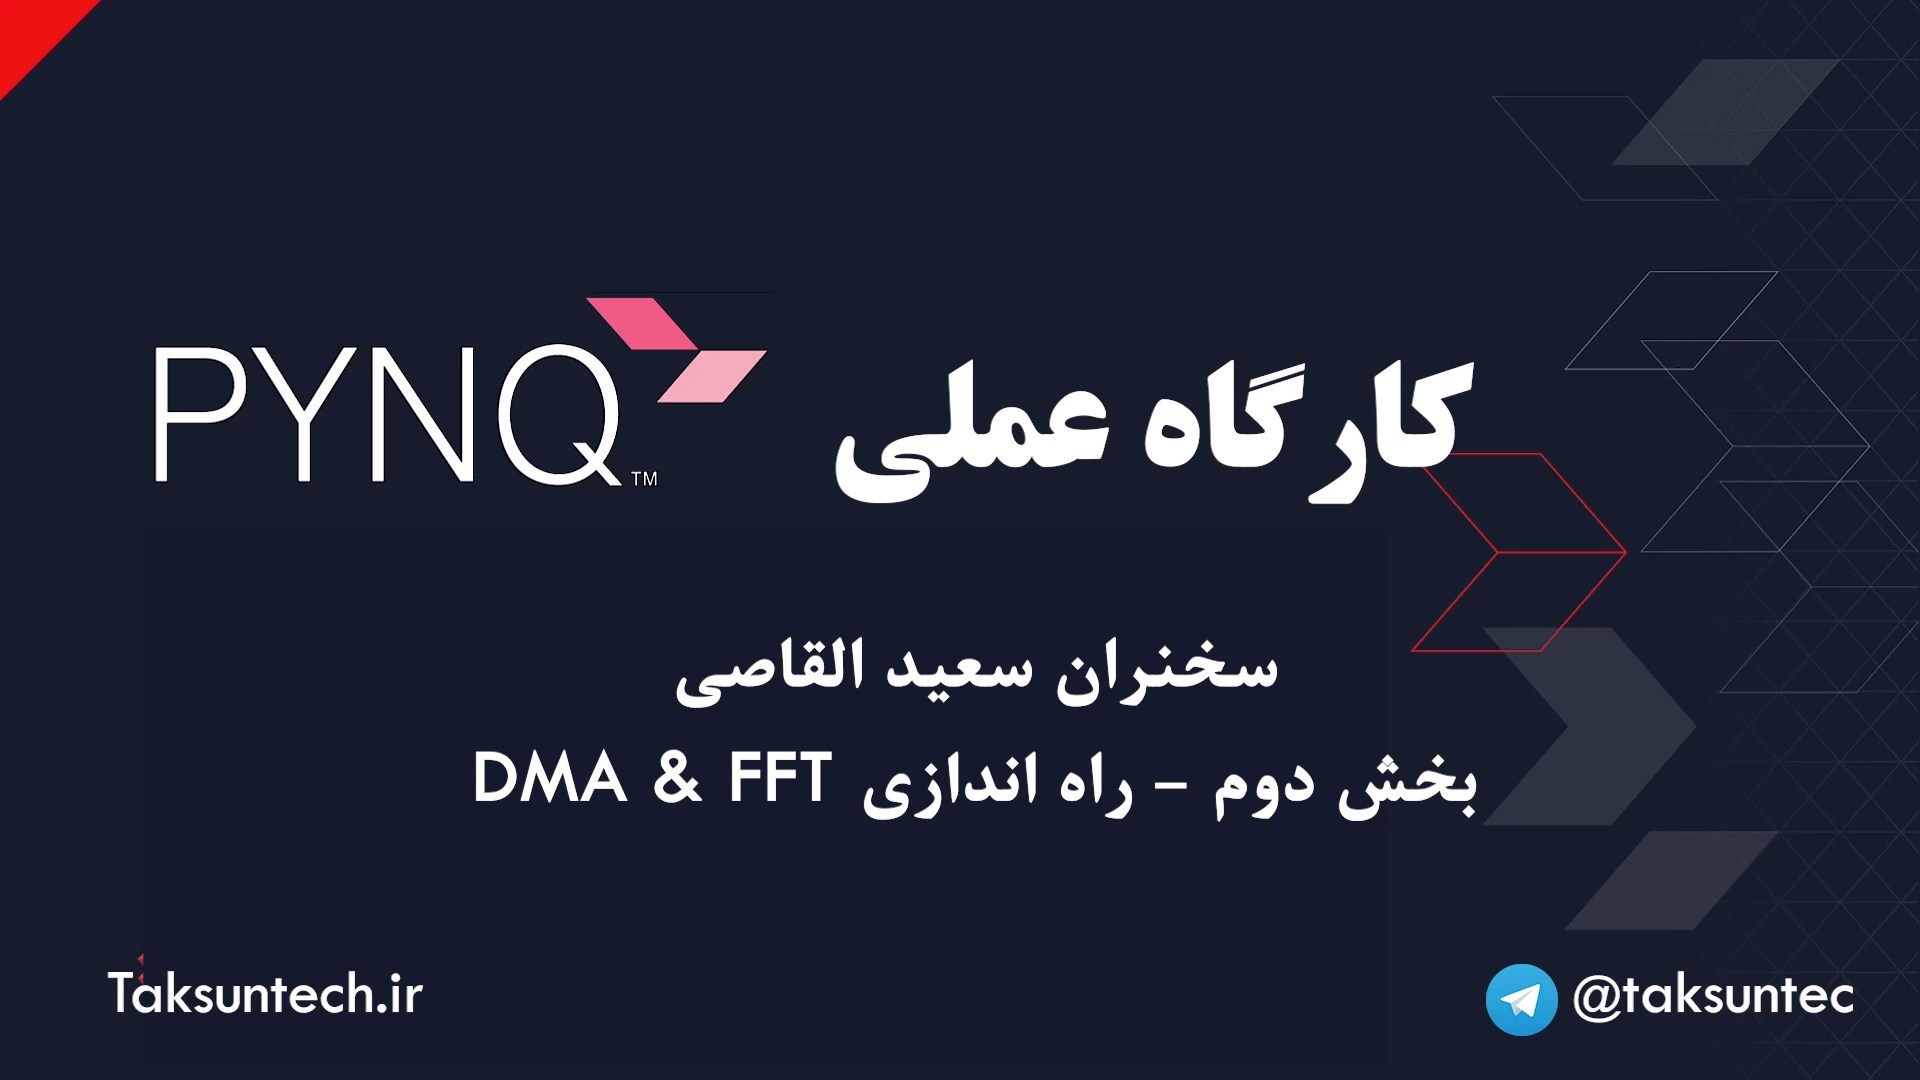 کارگاه عملی PYNQ™
سخنران سعید القاصی
بخش دوم – راه اندازی DMA & FFT
Taksuntech.ir
@taksuntec